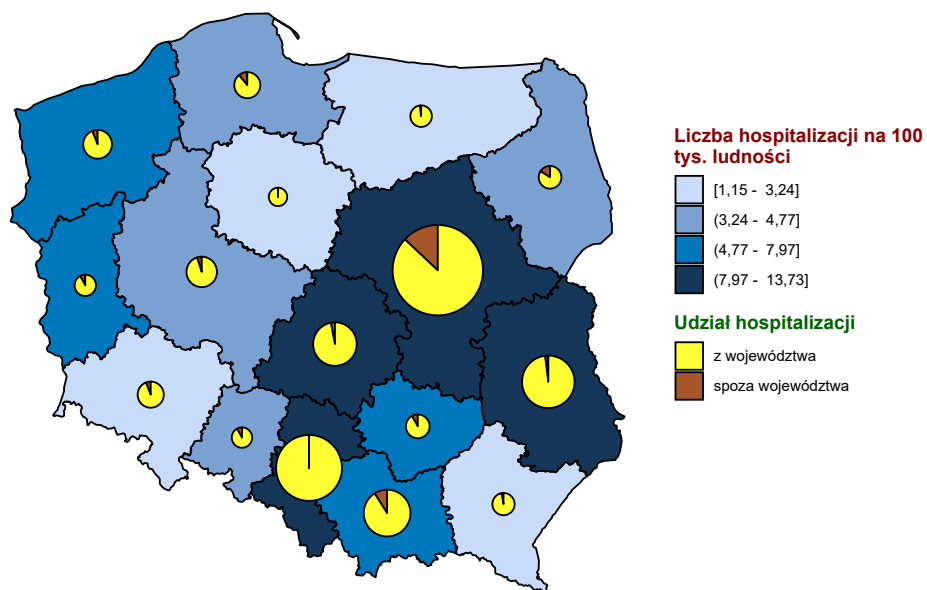 Liczba hospitalizacji na 100
tys. ludności
[1,15 - 3,24]
(3,24 - 4,77]
(4,77 - 7,97]
(7,97 - 13,73]
Udział hospitalizacji
z województwa
spoza województwa